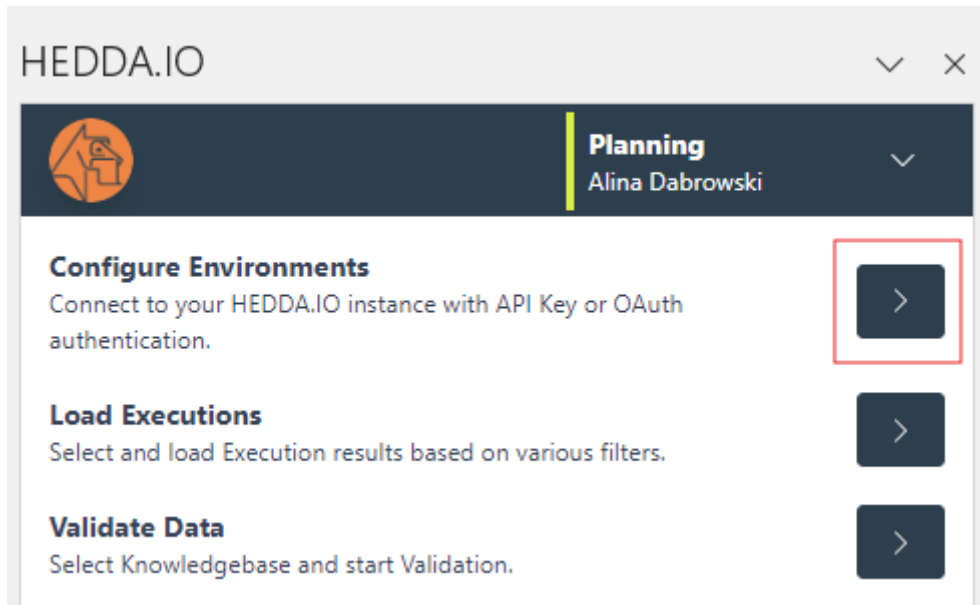 HEDDA.IO
Planning
Alina Dabrowski
Configure Environments
Connect to your HEDDA.IO instance with API Key or OAuth
authentication.
Load Executions
Select and load Execution results based on various filters.
Validate Data
Select Knowledgebase and start Validation.